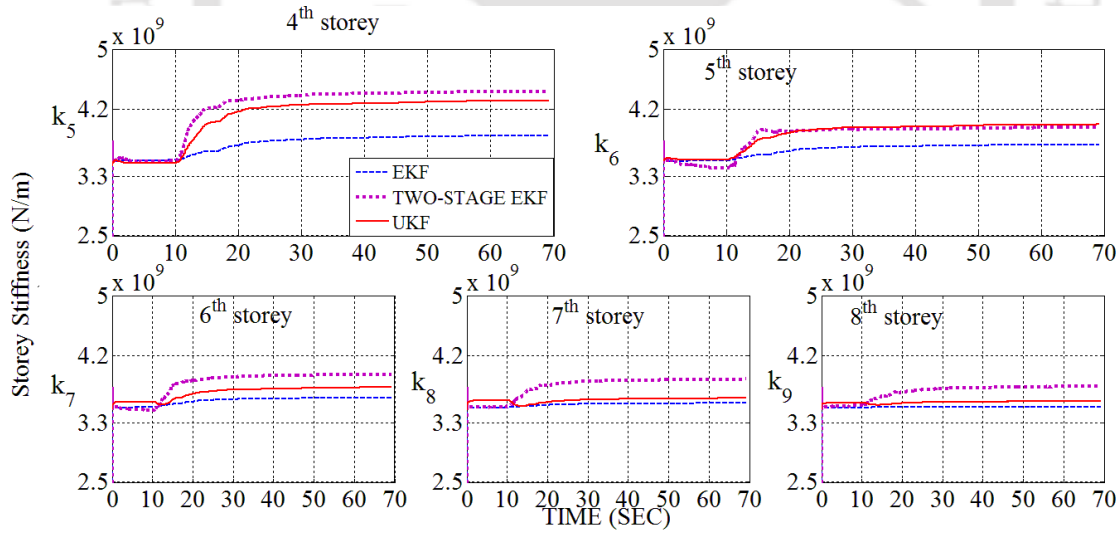 4th storey
x 10^9
5
4.2
3.3
2.5
k5
0 10 20 30 40 50 60 70
EKF
TWO-STAGE EKF
UKF
x 10^9
5th storey
5
4.2
3.3
2.5
k6
0 10 20 30 40 50 60 70
Storey Stiffness (N/m)
x 10^9
6th storey
5
4.2
3.3
2.5
k7
0 10 20 30 40 50 60 70
x 10^9
7th storey
5
4.2
3.3
2.5
k8
0 10 20 30 40 50 60 70
x 10^9
8th storey
5
4.2
3.3
2.5
k9
0 10 20 30 40 50 60 70
TIME (SEC)